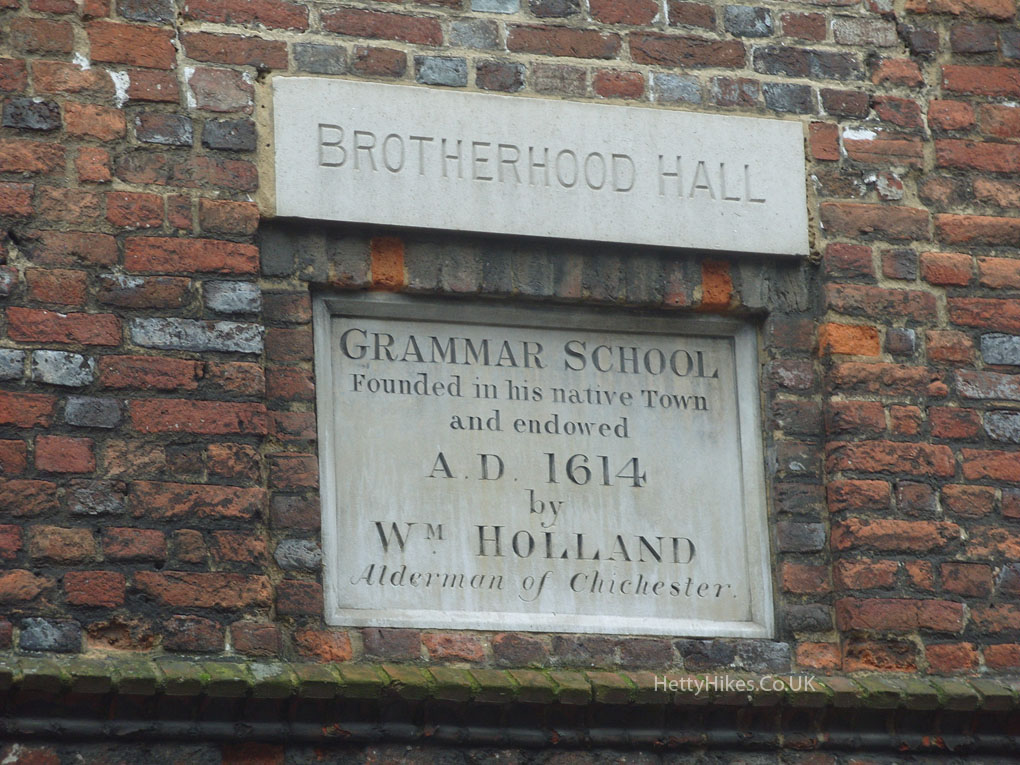 BROTHERHOOD HALL
GRAMMAR SCHOOL
Founded in his native Town
and endowed
A.D. 1614
by
WM. HOLLAND
Alderman of Chichester.
HettyHikes.Co.UK